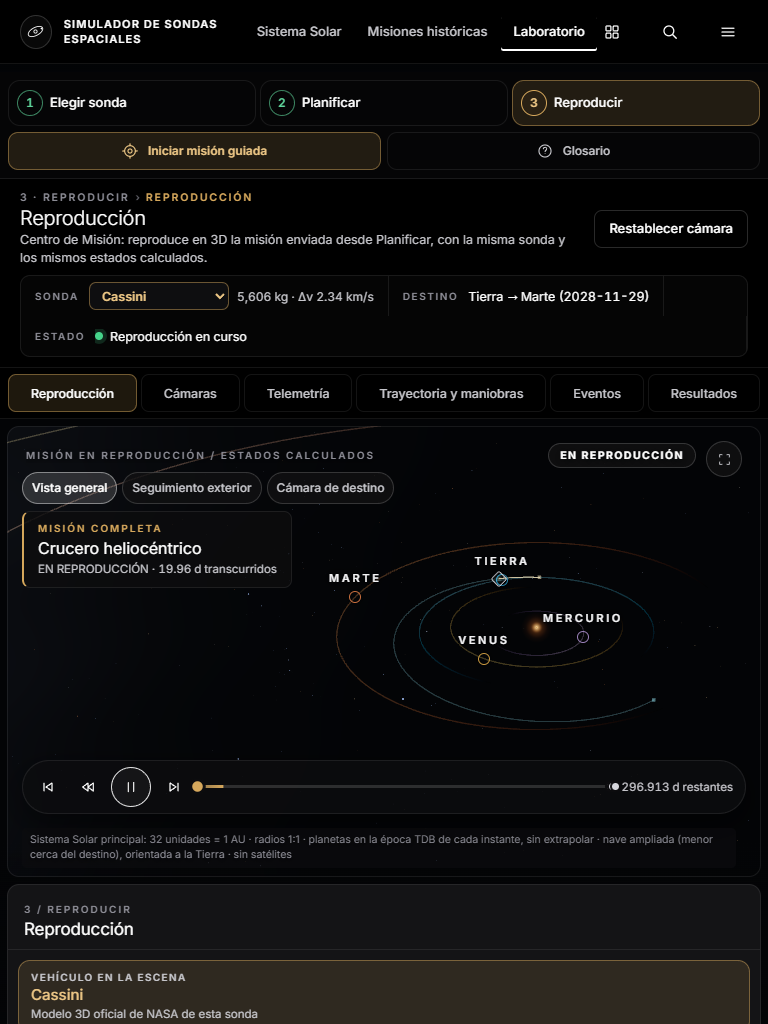 SIMULADOR DE SONDAS
ESPACIALES
Sistema Solar
Misiones históricas
Laboratorio
1 Elegir sonda
2 Planificar
3 Reproducir
Iniciar misión guiada
Glosario
3 · REPRODUCIR › REPRODUCCIÓN
Reproducción
Centro de Misión: reproduce en 3D la misión enviada desde Planificar, con la misma sonda y
los mismos estados calculados.
Restablecer cámara
SONDA Cassini 5,606 kg · Δv 2.34 km/s
DESTINO Tierra → Marte (2028-11-29)
ESTADO Reproducción en curso
Reproducción
Cámaras
Telemetría
Trayectoria y maniobras
Eventos
Resultados
MISIÓN EN REPRODUCCIÓN / ESTADOS CALCULADOS
EN REPRODUCCIÓN
Vista general
Seguimiento exterior
Cámara de destino
MISIÓN COMPLETA
Crucero heliocéntrico
EN REPRODUCCIÓN · 19.96 d transcurridos
TIERRA
MARTE
MERCURIO
VENUS
296.913 d restantes
Sistema Solar principal: 32 unidades = 1 AU · radios 1:1 · planetas en la época TDB de cada instante, sin extrapolar · nave ampliada (menor
cerca del destino), orientada a la Tierra · sin satélites
3 / REPRODUCIR
Reproducción
VEHÍCULO EN LA ESCENA
Cassini
Modelo 3D oficial de NASA de esta sonda